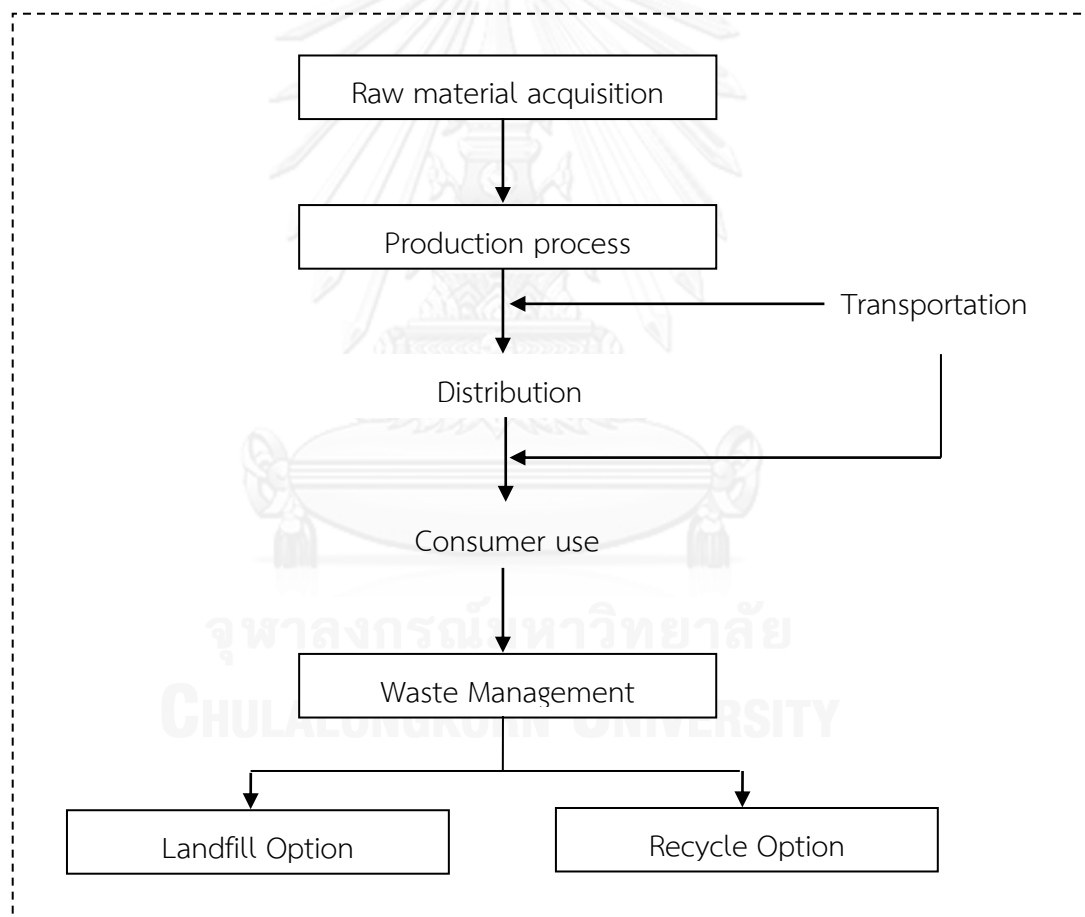 Raw material acquisition
Production process
Transportation
Distribution
Consumer use
จุฬาลงกรณ์มหาวิทยาลัย
Waste Management
CHULALONGKORN UNIVERSITY
Landfill Option
Recycle Option